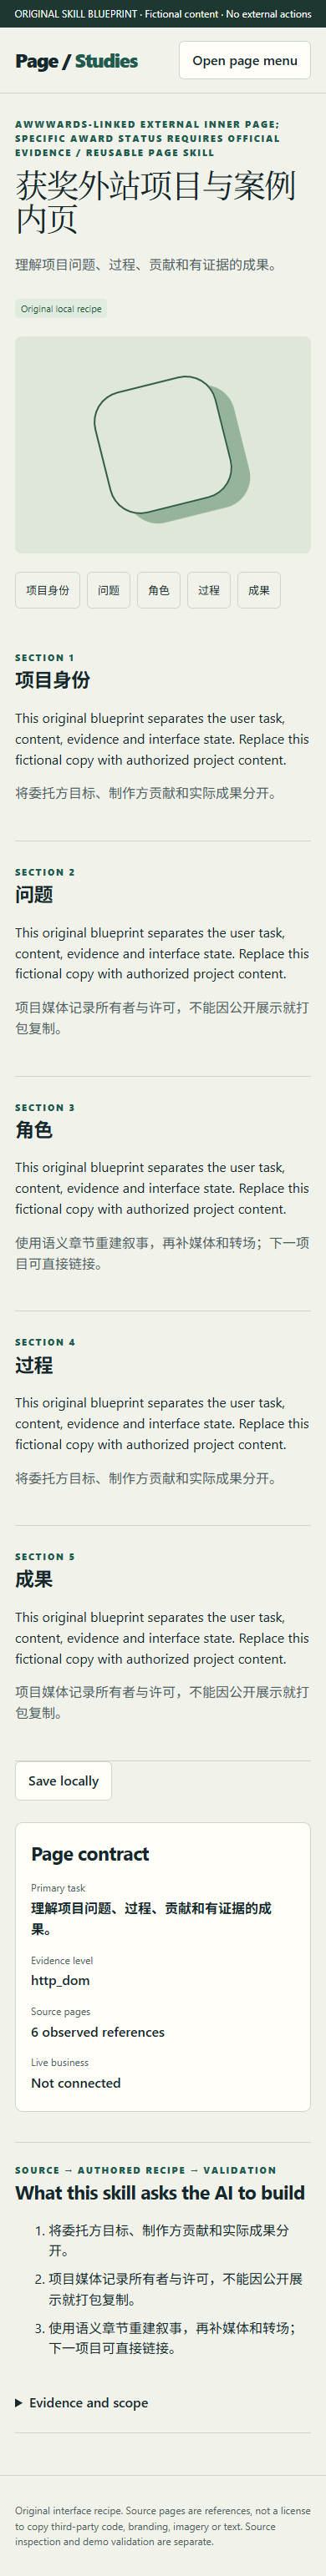 ORIGINAL SKILL BLUEPRINT · Fictional content · No external actions
Page / Studies
Open page menu
AWWWARDS-LINKED EXTERNAL INNER PAGE;
SPECIFIC AWARD STATUS REQUIRES OFFICIAL
EVIDENCE / REUSABLE PAGE SKILL
获奖外站项目与案例
内页
理解项目问题、过程、贡献和有证据的成果。
Original local recipe
项目身份
问题
角色
过程
成果
SECTION 1
项目身份
This original blueprint separates the user task,
content, evidence and interface state. Replace this
fictional copy with authorized project content.
将委托方目标、制作方贡献和实际成果分开。
SECTION 2
问题
This original blueprint separates the user task,
content, evidence and interface state. Replace this
fictional copy with authorized project content.
项目媒体记录所有者与许可，不能因公开展示就打
包复制。
SECTION 3
角色
This original blueprint separates the user task,
content, evidence and interface state. Replace this
fictional copy with authorized project content.
使用语义章节重建叙事，再补媒体和转场；下一项
目可直接链接。
SECTION 4
过程
This original blueprint separates the user task,
content, evidence and interface state. Replace this
fictional copy with authorized project content.
将委托方目标、制作方贡献和实际成果分开。
SECTION 5
成果
This original blueprint separates the user task,
content, evidence and interface state. Replace this
fictional copy with authorized project content.
项目媒体记录所有者与许可，不能因公开展示就打
包复制。
Save locally
Page contract
Primary task
理解项目问题、过程、贡献和有证据的成
果。
Evidence level
http_dom
Source pages
6 observed references
Live business
Not connected
SOURCE → AUTHORED RECIPE → VALIDATION
What this skill asks the AI to build
1. 将委托方目标、制作方贡献和实际成果分
开。
2. 项目媒体记录所有者与许可，不能因公开展
示就打包复制。
3. 使用语义章节重建叙事，再补媒体和转场；
下一项目可直接链接。
▶ Evidence and scope
Original interface recipe. Source pages are references, not a license
to copy third-party code, branding, imagery or text. Source
inspection and demo validation are separate.